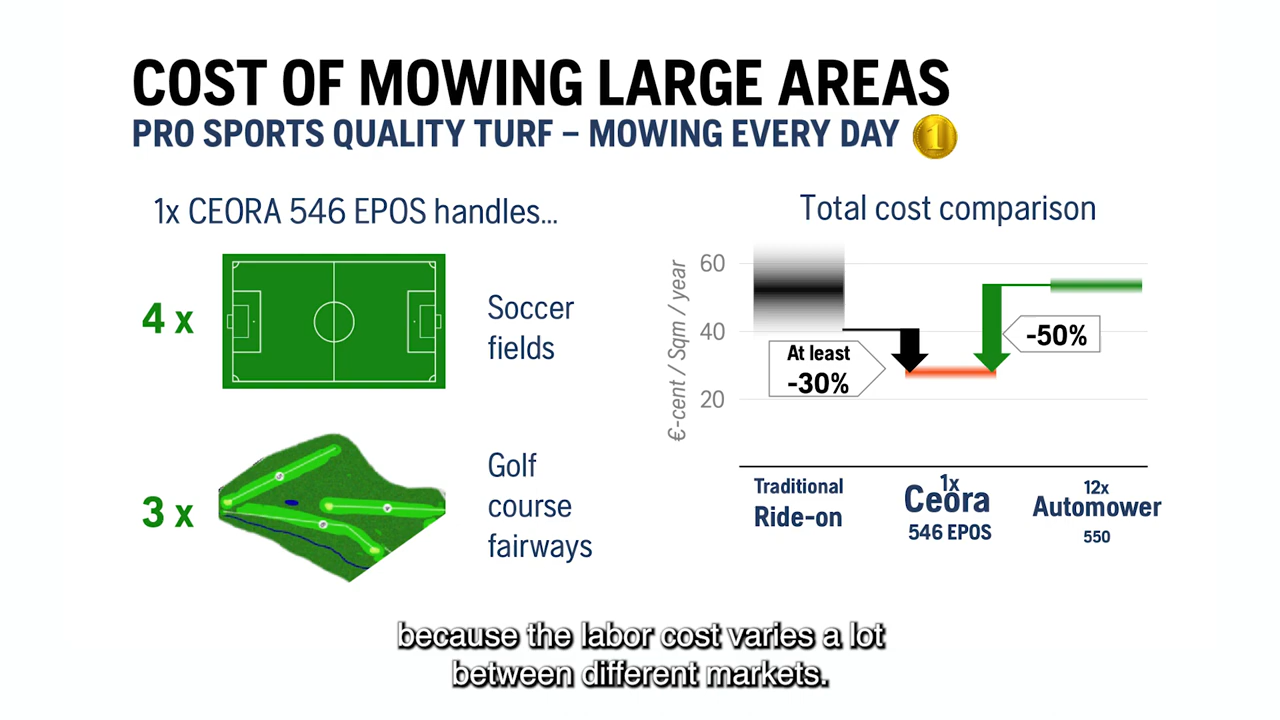 COST OF MOWING LARGE AREAS
PRO SPORTS QUALITY TURF – MOWING EVERY DAY
1
1x CEORA 546 EPOS handles...
4 x
Soccer
fields
3 x
Golf
course
fairways
Total cost comparison
€-cent / Sqm / year
60
40
20
At least
-30%
-50%
Traditional
Ride-on
1x
Ceora
546 EPOS
12x
Automower
550
because the labor cost varies a lot
between different markets.